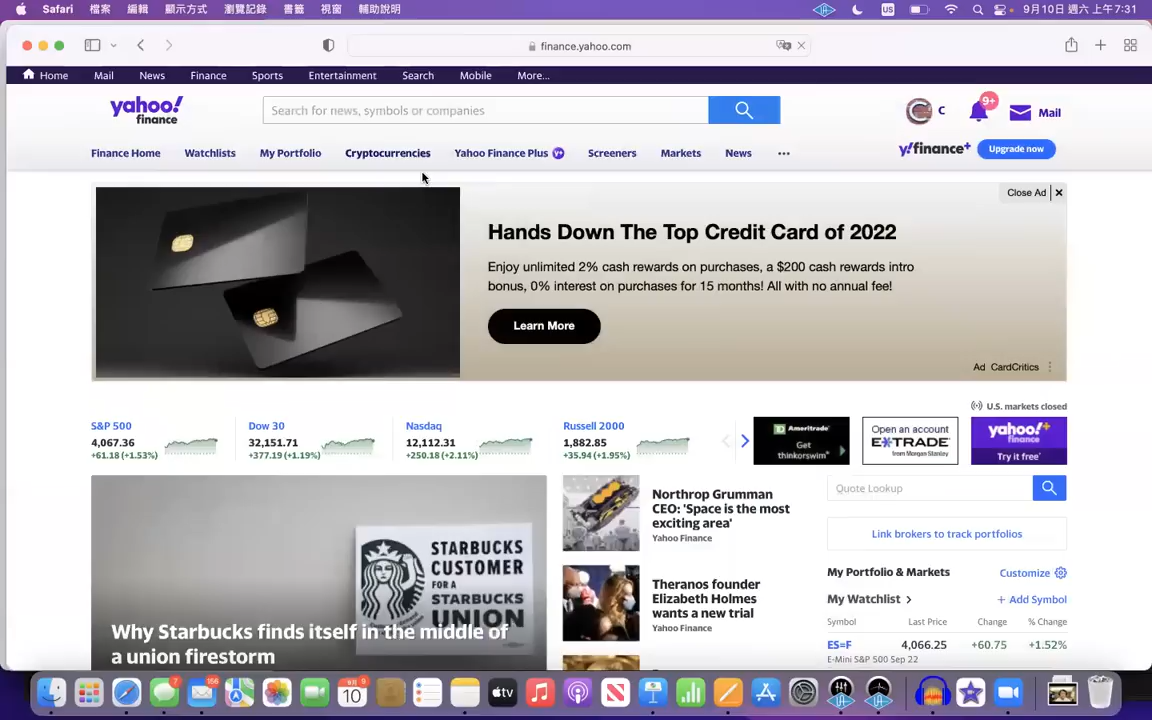 Safari 檔案 編輯 顯示方式 瀏覽記錄 書籤 視窗 輔助說明 US 9月10日 週六 上午7:31
finance.yahoo.com
Home Mail News Finance Sports Entertainment Search Mobile More...
yahoo!
finance
Search for news, symbols or companies
C
9+
Mail
Finance Home Watchlists My Portfolio Cryptocurrencies Yahoo Finance Plus Y+ Screeners Markets News ...
y!finance+ Upgrade now
Close Ad
Hands Down The Top Credit Card of 2022
Enjoy unlimited 2% cash rewards on purchases, a $200 cash rewards intro
bonus, 0% interest on purchases for 15 months! All with no annual fee!
Learn More
Ad CardCritics
U.S. markets closed
S&P 500
4,067.36
+61.18 (+1.53%)
Dow 30
32,151.71
+377.19 (+1.19%)
Nasdaq
12,112.31
+250.18 (+2.11%)
Russell 2000
1,882.85
+35.94 (+1.95%)
Ameritrade
Get
thinkorswim
Open an account
E*TRADE
from Morgan Stanley
yahoo!+
finance
Try it free
STARBUCKS
CUSTOMER
FOR A
STARBUCKS
UNION
Why Starbucks finds itself in the middle of
a union firestorm
Northrop Grumman
CEO: 'Space is the most
exciting area'
Yahoo Finance
Theranos founder
Elizabeth Holmes
wants a new trial
Yahoo Finance
Quote Lookup
Link brokers to track portfolios
My Portfolio & Markets Customize
My Watchlist + Add Symbol
Symbol Last Price Change % Change
ES=F 4,066.25 +60.75 +1.52%
E-Mini S&P 500 Sep 22
7
156
9月
10
9
tv